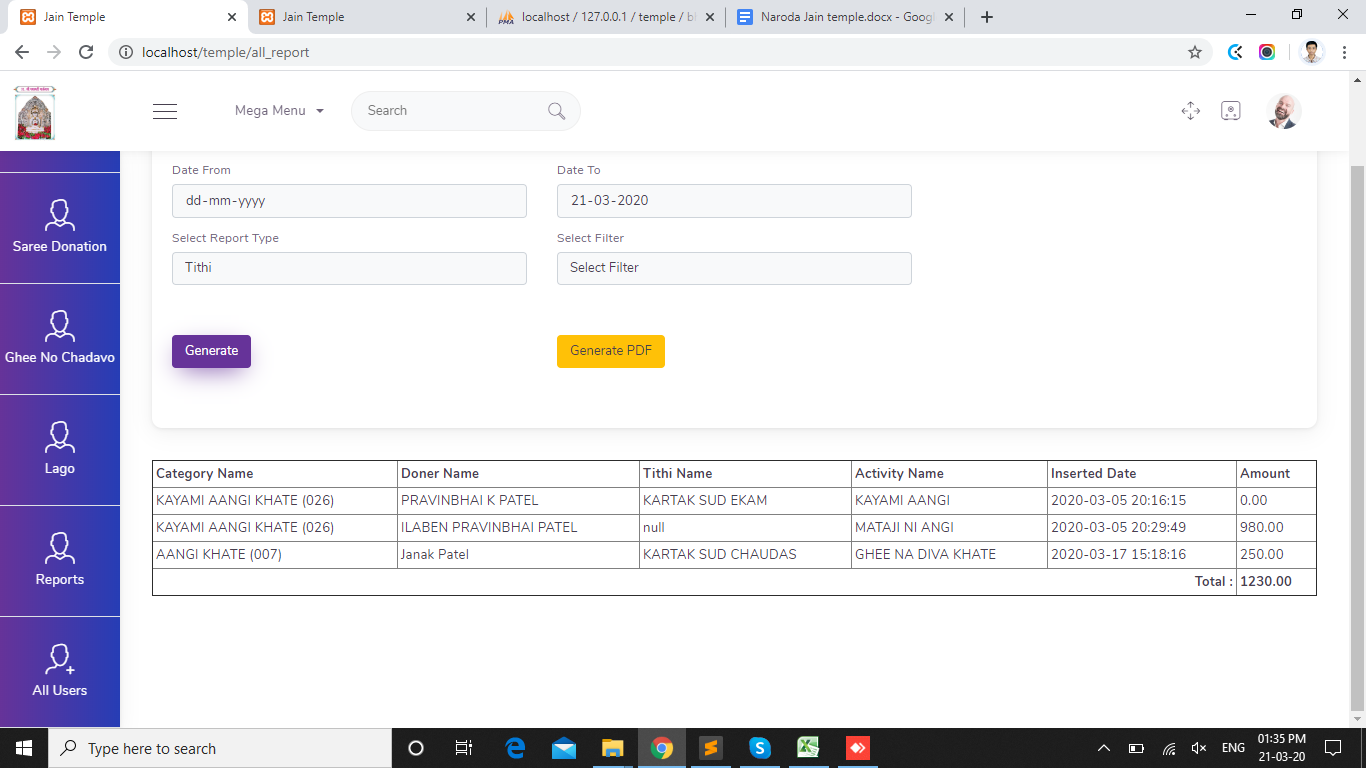 Jain Temple
Jain Temple
localhost / 127.0.0.1 / temple / bl
Naroda Jain temple.docx - Googl
localhost/temple/all_report
Mega Menu
Search
Date From
Date To
dd-mm-yyyy
21-03-2020
Select Report Type
Select Filter
Tithi
Select Filter
Generate
Generate PDF
Saree Donation
Ghee No Chadavo
Lago
Reports
All Users
Category Name Doner Name Tithi Name Activity Name Inserted Date Amount
KAYAMI AANGI KHATE (026) PRAVINBHAI K PATEL KARTAK SUD EKAM KAYAMI AANGI 2020-03-05 20:16:15 0.00
KAYAMI AANGI KHATE (026) ILABEN PRAVINBHAI PATEL null MATAJI NI ANGI 2020-03-05 20:29:49 980.00
AANGI KHATE (007) Janak Patel KARTAK SUD CHAUDAS GHEE NA DIVA KHATE 2020-03-17 15:18:16 250.00
Total : 1230.00
Type here to search
ENG
01:35 PM
21-03-20